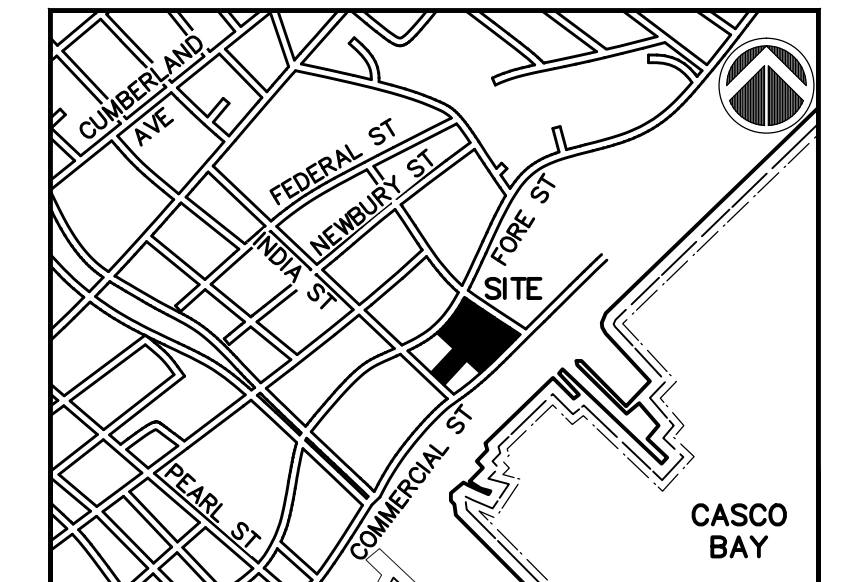 CUMBERLAND
AVE
FEDERAL ST
NEWBURY ST
INDIA ST
FORE ST
SITE
COMMERCIAL ST
PEARL ST
CASCO
BAY